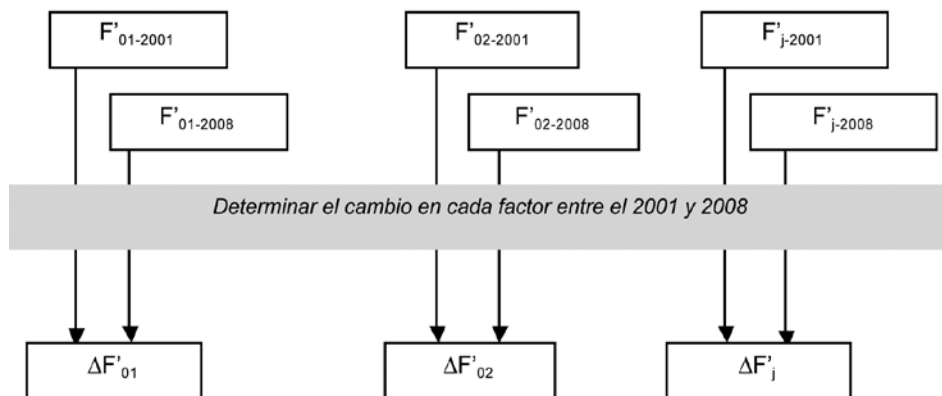 F'01-2001 F'02-2001 F'j-2001
F'01-2008 F'02-2008 F'j-2008
Determinar el cambio en cada factor entre el 2001 y 2008
ΔF'01 ΔF'02 ΔF'j